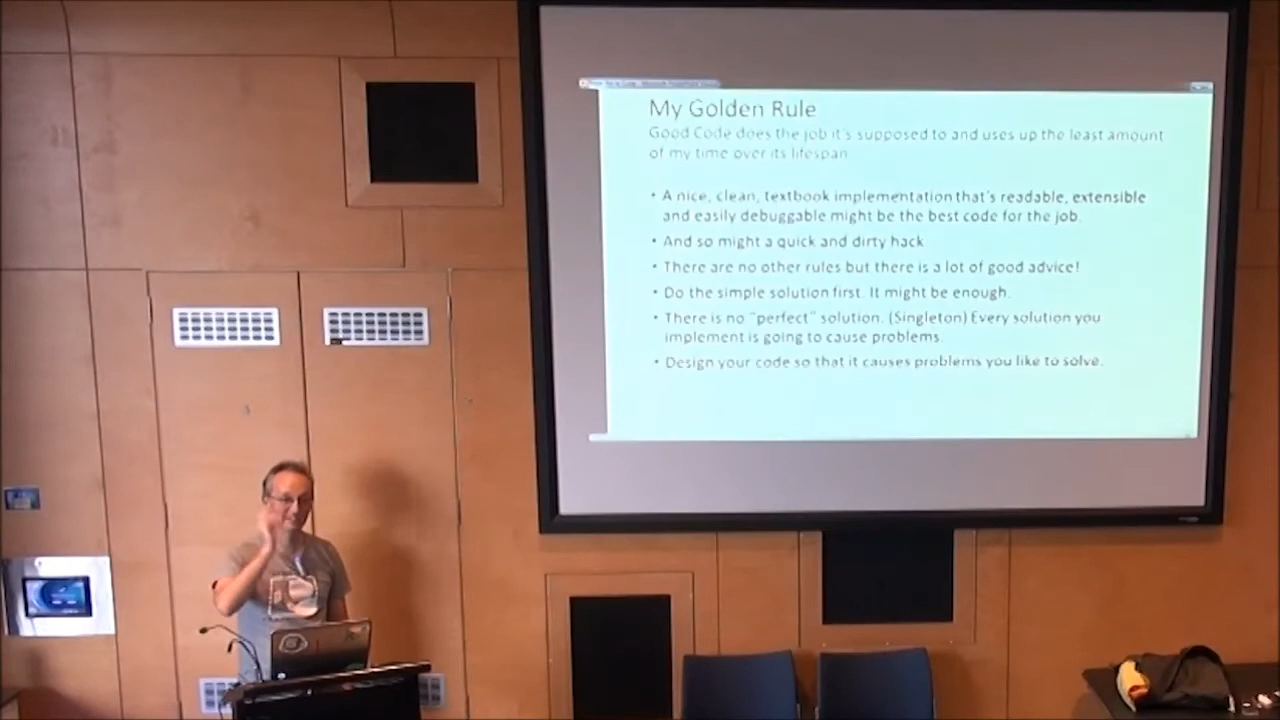 My Golden Rule
Good Code does the job it's supposed to and uses up the least amount
of my time over its lifespan
• A nice, clean, textbook implementation that's readable, extensible
and easily debuggable might be the best code for the job.
• And so might a quick and dirty hack
• There are no other rules but there is a lot of good advice!
• Do the simple solution first. It might be enough.
• There is no "perfect" solution. (Singleton) Every solution you
implement is going to cause problems.
• Design your code so that it causes problems you like to solve.